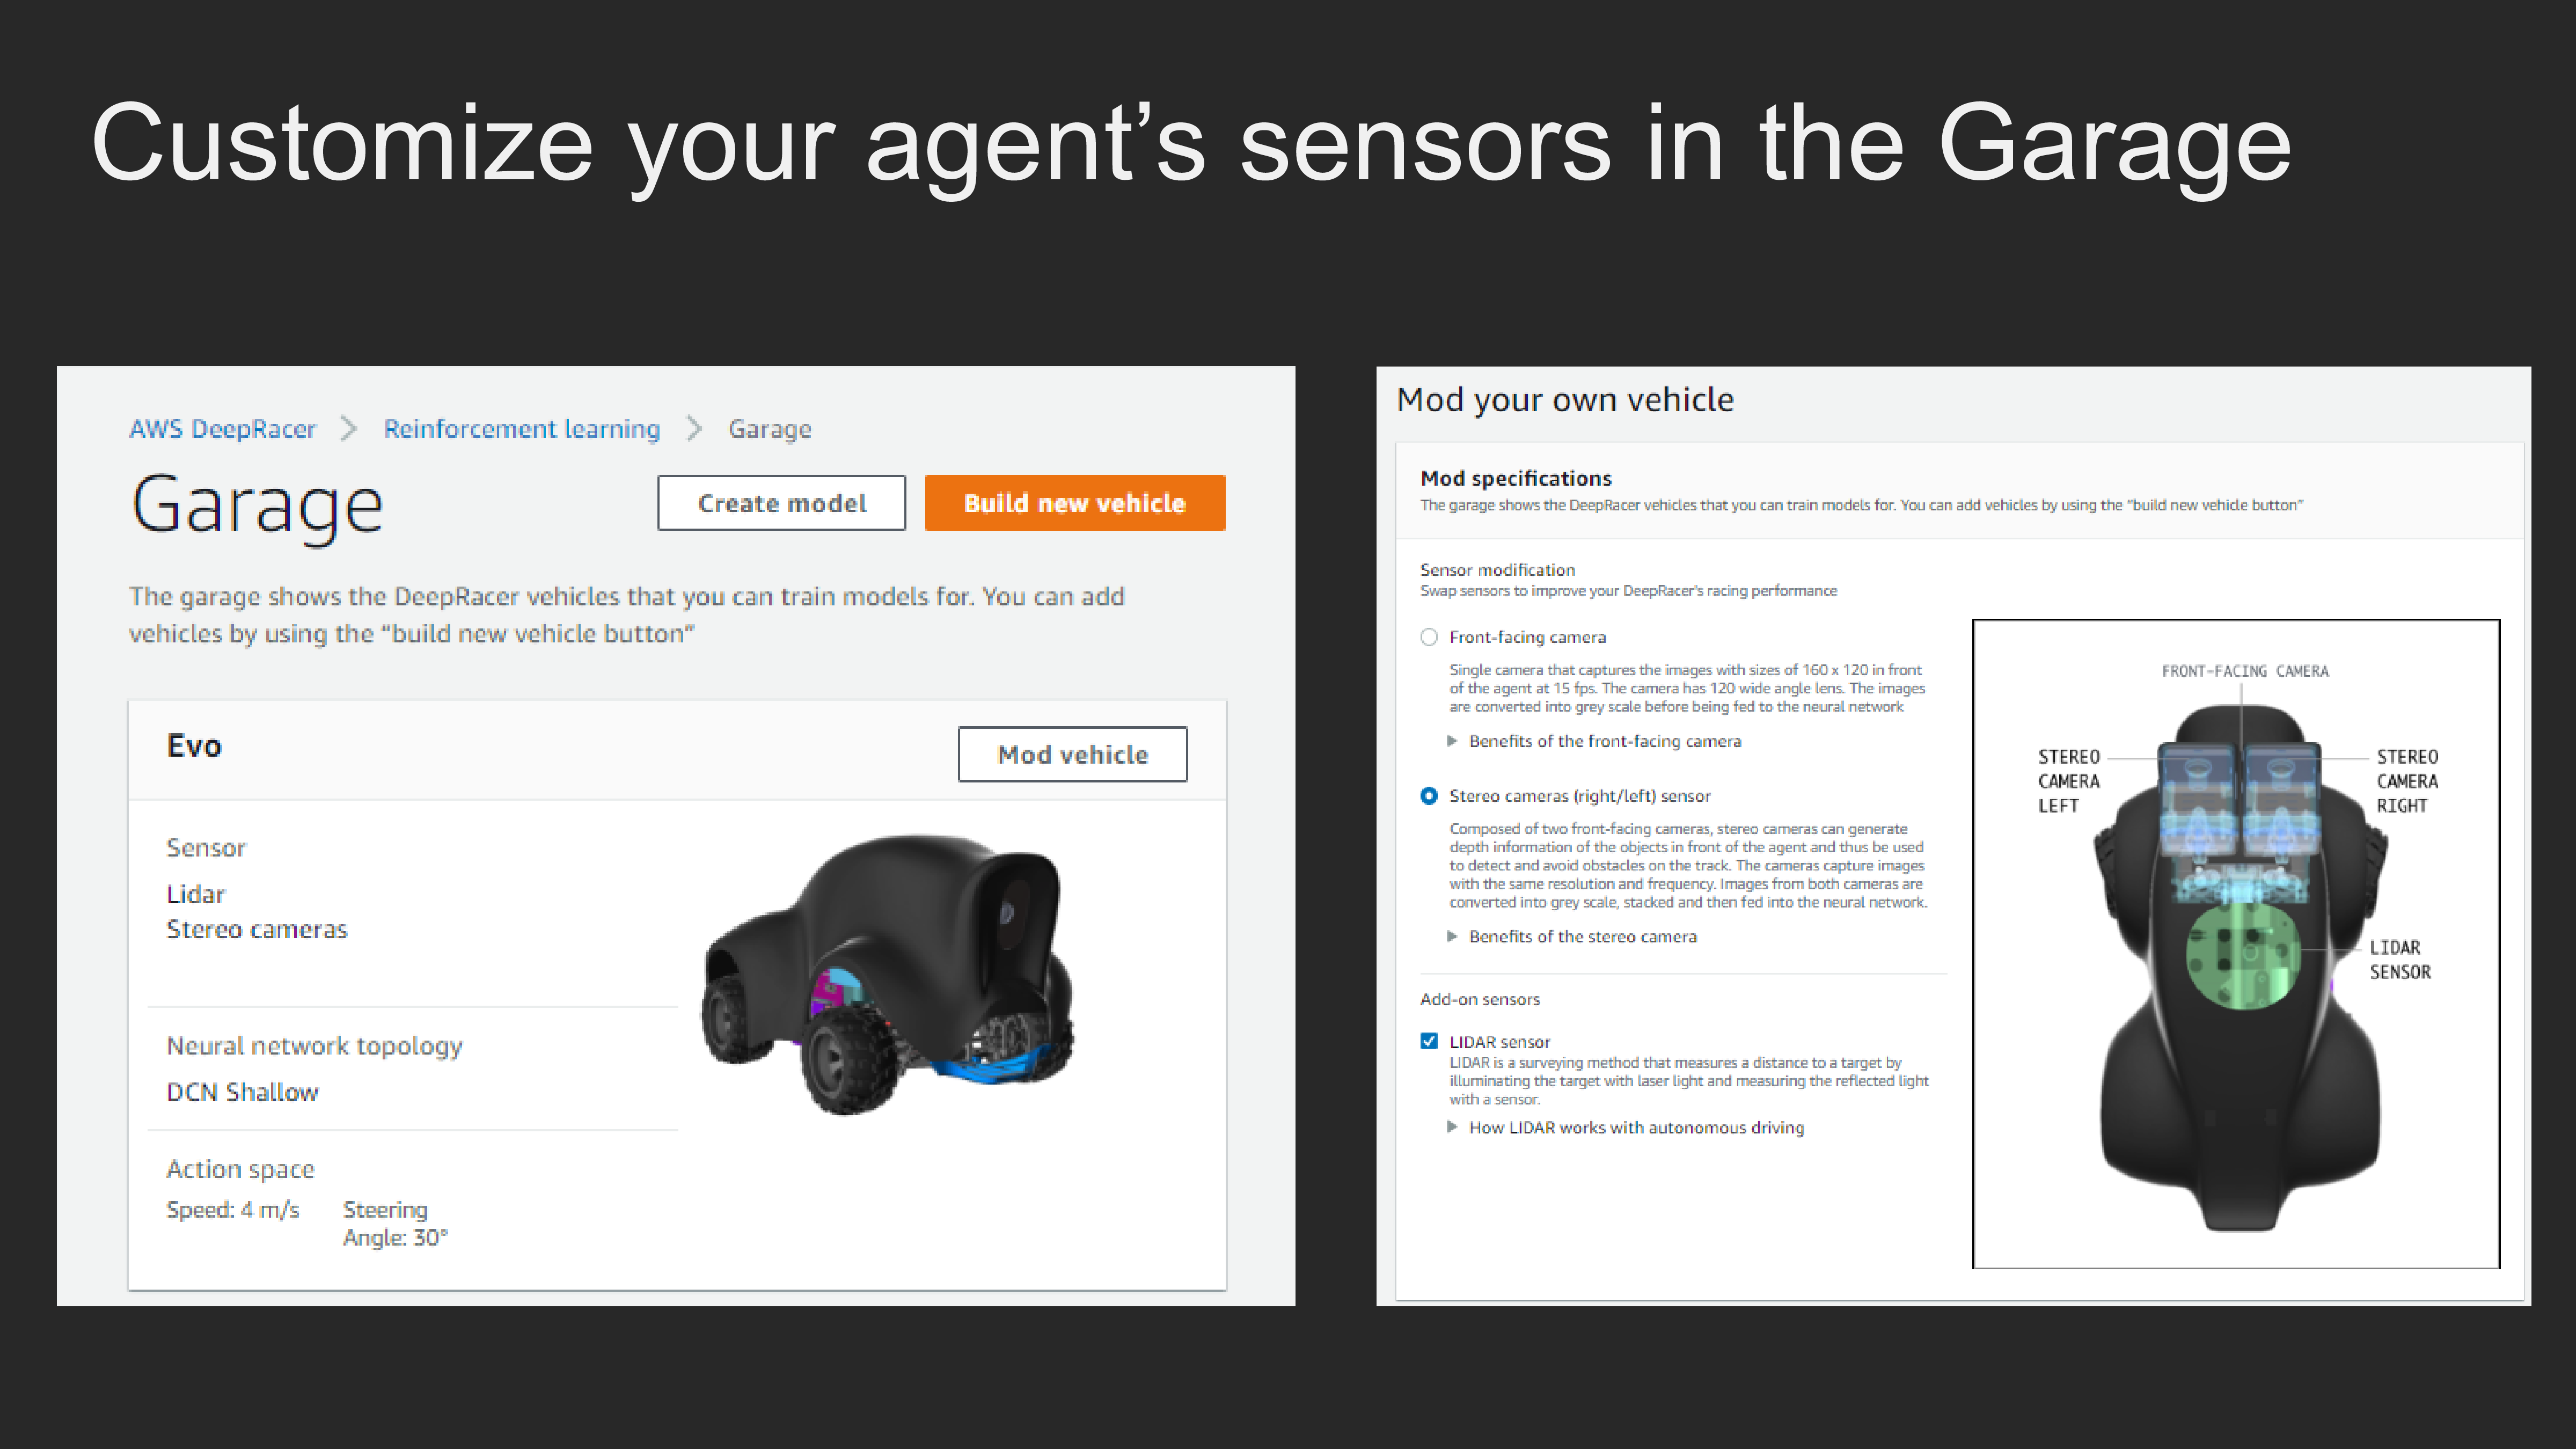 Customize your agent’s sensors in the Garage
AWS DeepRacer > Reinforcement learning > Garage
Garage
Create model
Build new vehicle
The garage shows the DeepRacer vehicles that you can train models for. You can add
vehicles by using the “build new vehicle button”
Evo
Mod vehicle
Sensor
Lidar
Stereo cameras
Neural network topology
DCN Shallow
Action space
Speed: 4 m/s
Steering
Angle: 30°
Mod your own vehicle
Mod specifications
The garage shows the DeepRacer vehicles that you can train models for. You can add vehicles by using the “build new vehicle button”
Sensor modification
Swap sensors to improve your DeepRacer's racing performance
Front-facing camera
Single camera that captures the images with sizes of 160 x 120 in front
of the agent at 15 fps. The camera has 120 wide angle lens. The images
are converted into grey scale before being fed to the neural network
Benefits of the front-facing camera
Stereo cameras (right/left) sensor
Composed of two front-facing cameras, stereo cameras can generate
depth information of the objects in front of the agent and thus be used
to detect and avoid obstacles on the track. The cameras capture images
with the same resolution and frequency. Images from both cameras are
converted into grey scale, stacked and then fed into the neural network.
Benefits of the stereo camera
Add-on sensors
LIDAR sensor
LIDAR is a surveying method that measures a distance to a target by
illuminating the target with laser light and measuring the reflected light
with a sensor.
How LIDAR works with autonomous driving
FRONT-FACING CAMERA
STEREO
CAMERA
LEFT
STEREO
CAMERA
RIGHT
LIDAR
SENSOR